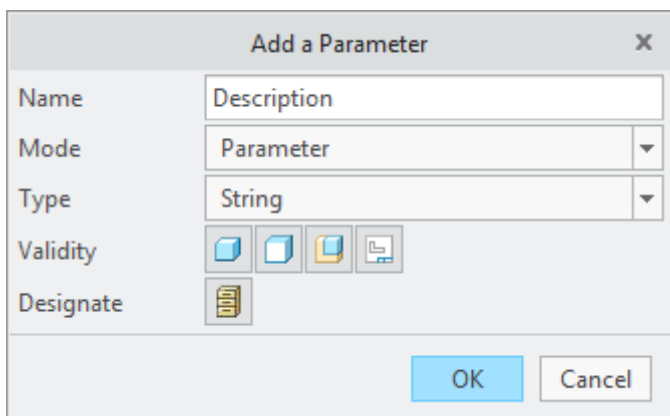 Add a Parameter
Name Description
Mode Parameter
Type String
Validity
Designate
OK Cancel